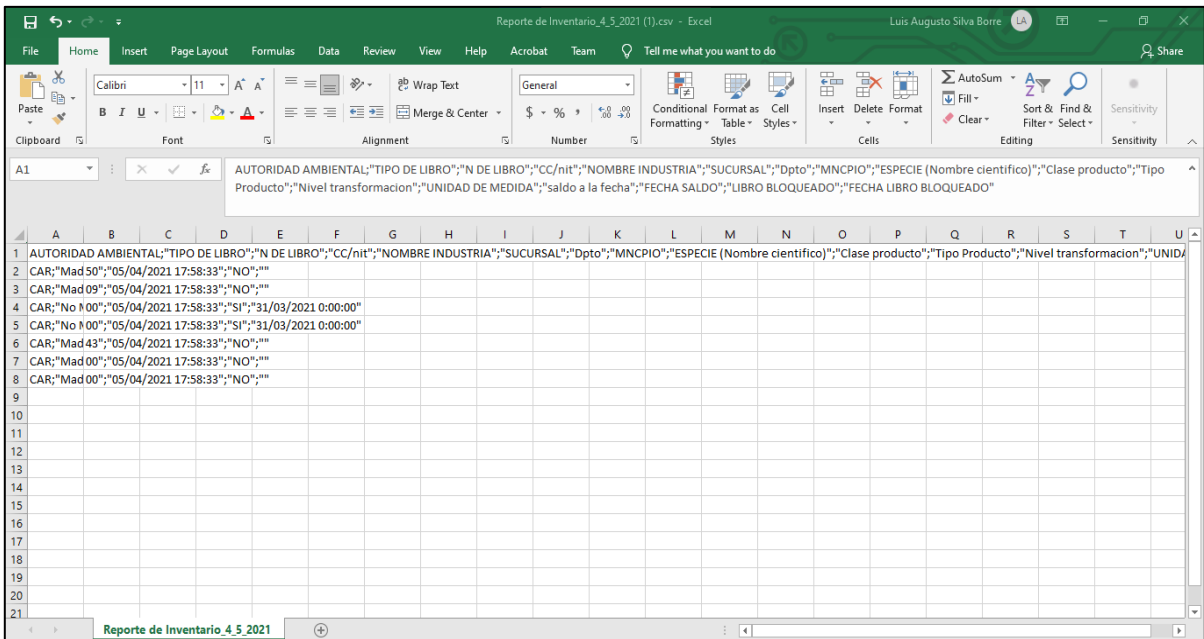 Reporte de Inventario_4_5_2021 (1).csv - Excel
Luis Augusto Silva Borre LA
File Home Insert Page Layout Formulas Data Review View Help Acrobat Team Tell me what you want to do Share
Paste
Calibri 11 A A
B I U A
Wrap Text
Merge & Center
General
$ % 9 .00
Conditional Formatting
Format as Table
Cell Styles
Insert Delete Format
AutoSum
Fill
Clear
Sort & Filter
Find & Select
Sensitivity
Clipboard Font Alignment Number Styles Cells Editing Sensitivity
A1 fx AUTORIDAD AMBIENTAL;"TIPO DE LIBRO";"N DE LIBRO";"CC/nit";"NOMBRE INDUSTRIA";"SUCURSAL";"Dpto";"MNCPIO";"ESPECIE (Nombre cientifico)";"Clase producto";"Tipo
Producto";"Nivel transformacion";"UNIDAD DE MEDIDA";"saldo a la fecha";"FECHA SALDO";"LIBRO BLOQUEADO";"FECHA LIBRO BLOQUEADO"
A B C D E F G H I J K L M N O P Q R S T U
1 AUTORIDAD AMBIENTAL;"TIPO DE LIBRO";"N DE LIBRO";"CC/nit";"NOMBRE INDUSTRIA";"SUCURSAL";"Dpto";"MNCPIO";"ESPECIE (Nombre cientifico)";"Clase producto";"Tipo Producto";"Nivel transformacion";"UNIDA
2 CAR;"Mad 50";"05/04/2021 17:58:33";"NO";""
3 CAR;"Mad 09";"05/04/2021 17:58:33";"NO";""
4 CAR;"No M 00";"05/04/2021 17:58:33";"SI";"31/03/2021 0:00:00"
5 CAR;"No M 00";"05/04/2021 17:58:33";"SI";"31/03/2021 0:00:00"
6 CAR;"Mad 43";"05/04/2021 17:58:33";"NO";""
7 CAR;"Mad 00";"05/04/2021 17:58:33";"NO";""
8 CAR;"Mad 00";"05/04/2021 17:58:33";"NO";""
9
10
11
12
13
14
15
16
17
18
19
20
21
Reporte de Inventario_4_5_2021